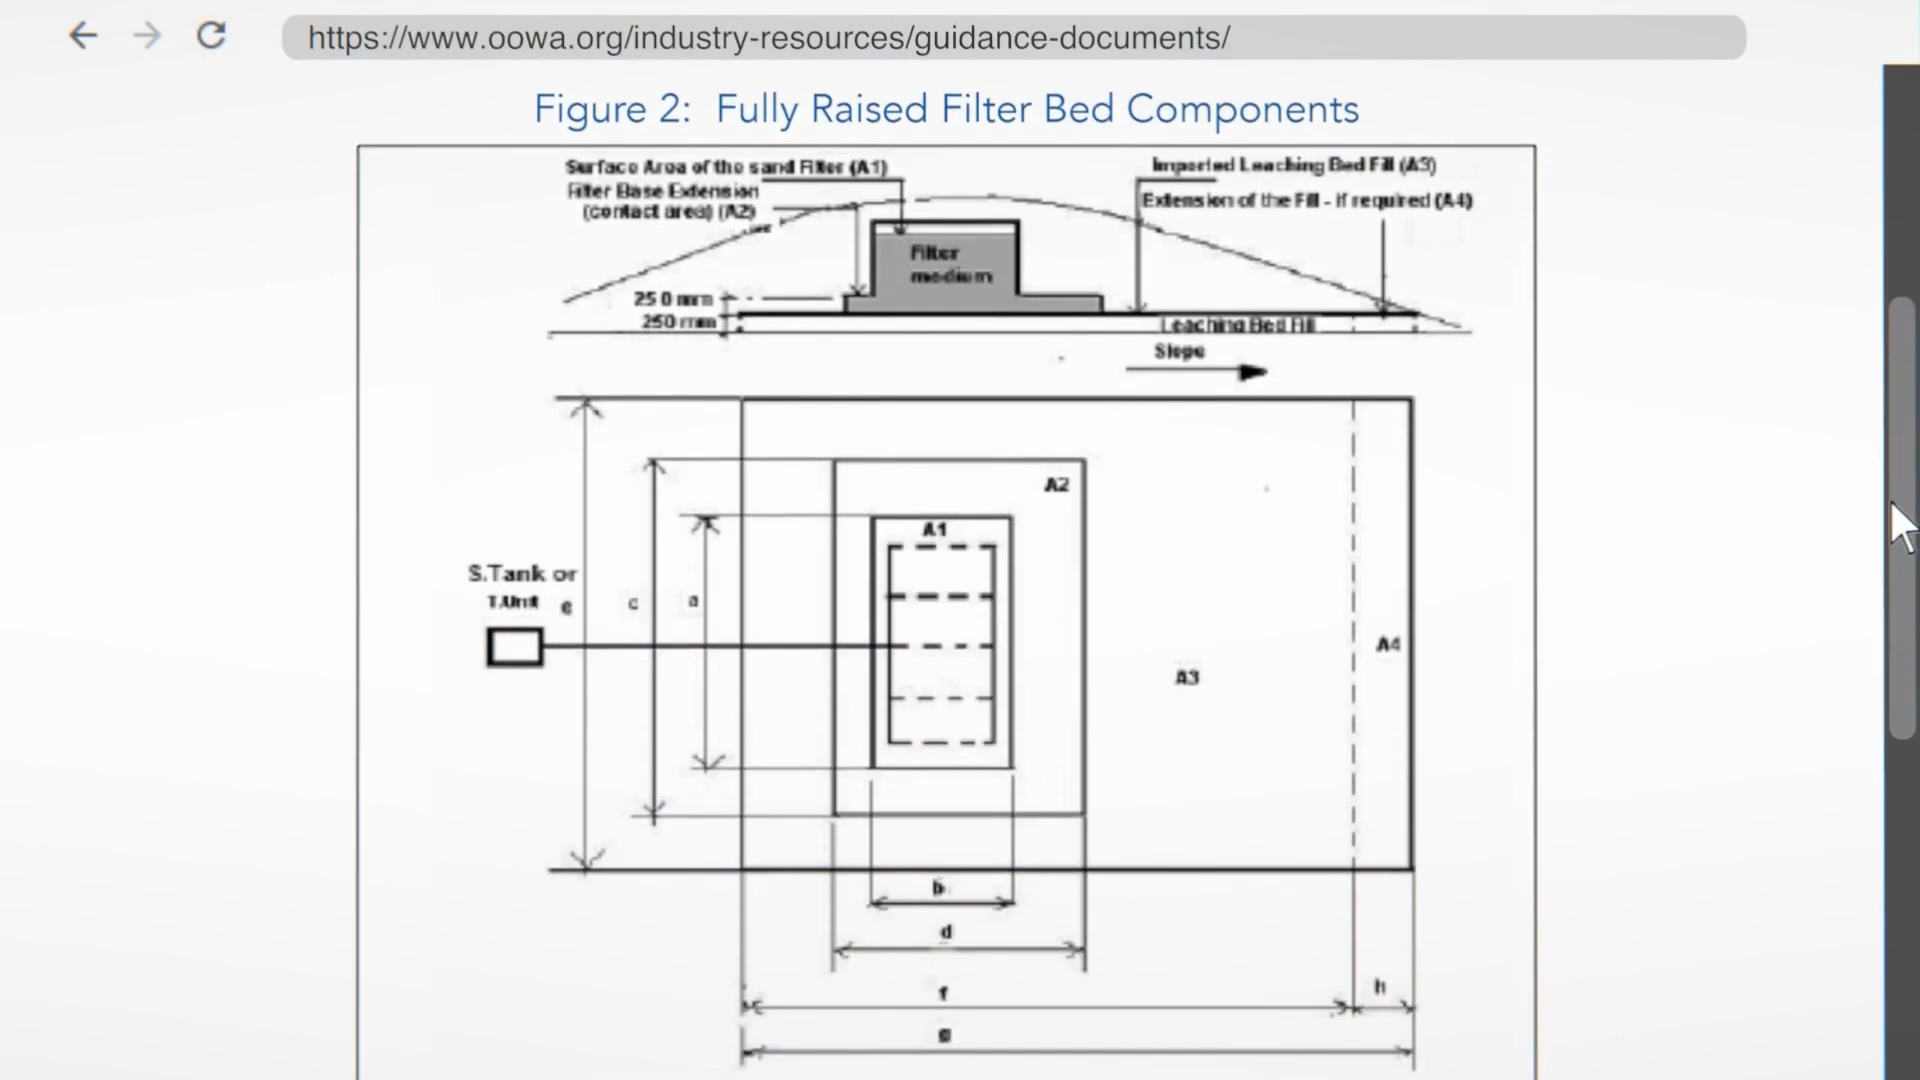 https://www.oowa.org/industry-resources/guidance-documents/
Figure 2: Fully Raised Filter Bed Components
Surface Area of the sand Filter (A1)
Filter Base Extension
(contact area) (A2)
Imported Leaching Bed Fill (A3)
Extension of the Fill - if required (A4)
Filter
medium
250 mm
250 mm
Leaching Bed Fill
Slope
A2
A1
S.Tank or
T.Unit
e
c
a
A4
A3
b
d
f
h
g